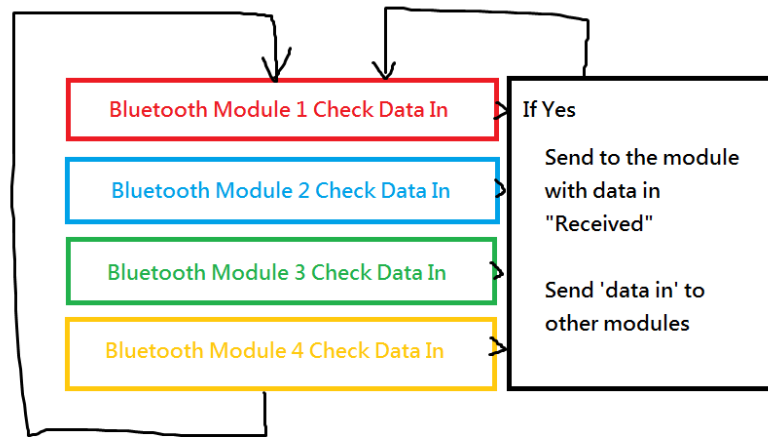 Bluetooth Module 1 Check Data In
Bluetooth Module 2 Check Data In
Bluetooth Module 3 Check Data In
Bluetooth Module 4 Check Data In
If Yes
Send to the module
with data in
"Received"
Send 'data in' to
other modules